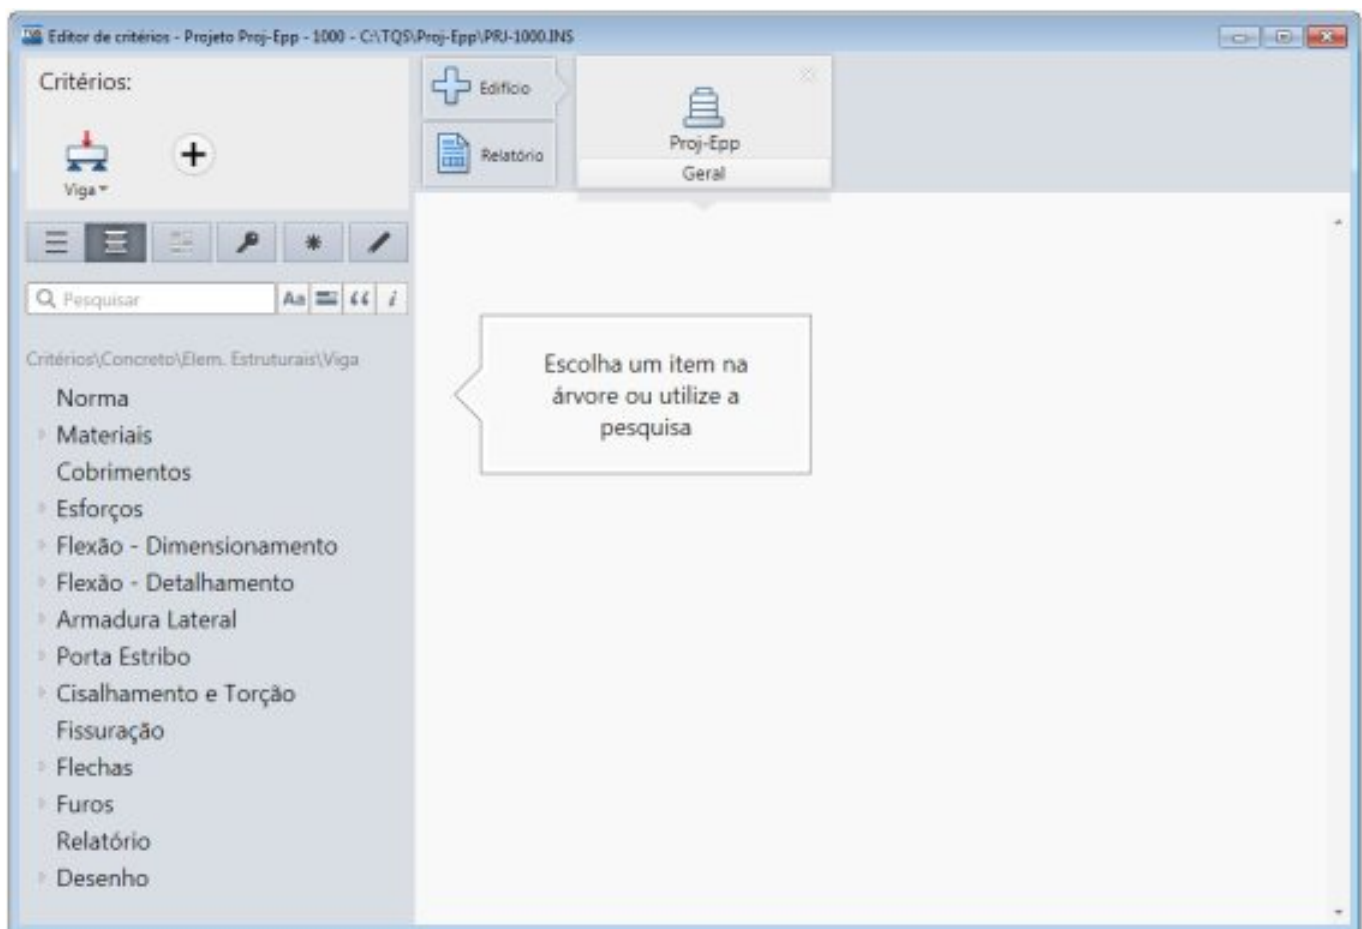 Editor de critérios - Projeto Proj-Epp - 1000 - C:\TQS\Proj-Epp\PRJ-1000.INS
Critérios:
Viga
Edifício
Relatório
Proj-Epp
Geral
Pesquisar
Aa
Critérios\Concreto\Elem. Estruturais\Viga
Norma
Materiais
Cobrimentos
Esforços
Flexão - Dimensionamento
Flexão - Detalhamento
Armadura Lateral
Porta Estribo
Cisalhamento e Torção
Fissuração
Flechas
Furos
Relatório
Desenho
Escolha um item na
árvore ou utilize a
pesquisa